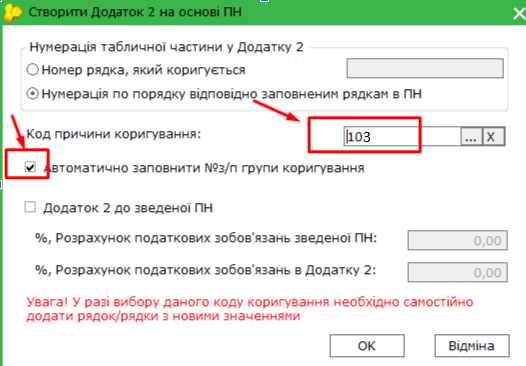 Створити Додаток 2 на основі ПН
Нумерація табличної частини у Додатку 2
Номер рядка, який коригується
Нумерація по порядку відповідно заповненим рядкам в ПН
Код причини коригування: 103 ... X
Автоматично заповнити №з/п групи коригування
Додаток 2 до зведеної ПН
%, Розрахунок податкових зобов'язань зведеної ПН: 0,00
%, Розрахунок податкових зобов'язань в Додатку 2: 0,00
Увага! У разі вибору даного коду коригування необхідно самостійно
додати рядок/рядки з новими значеннями
OK Відміна